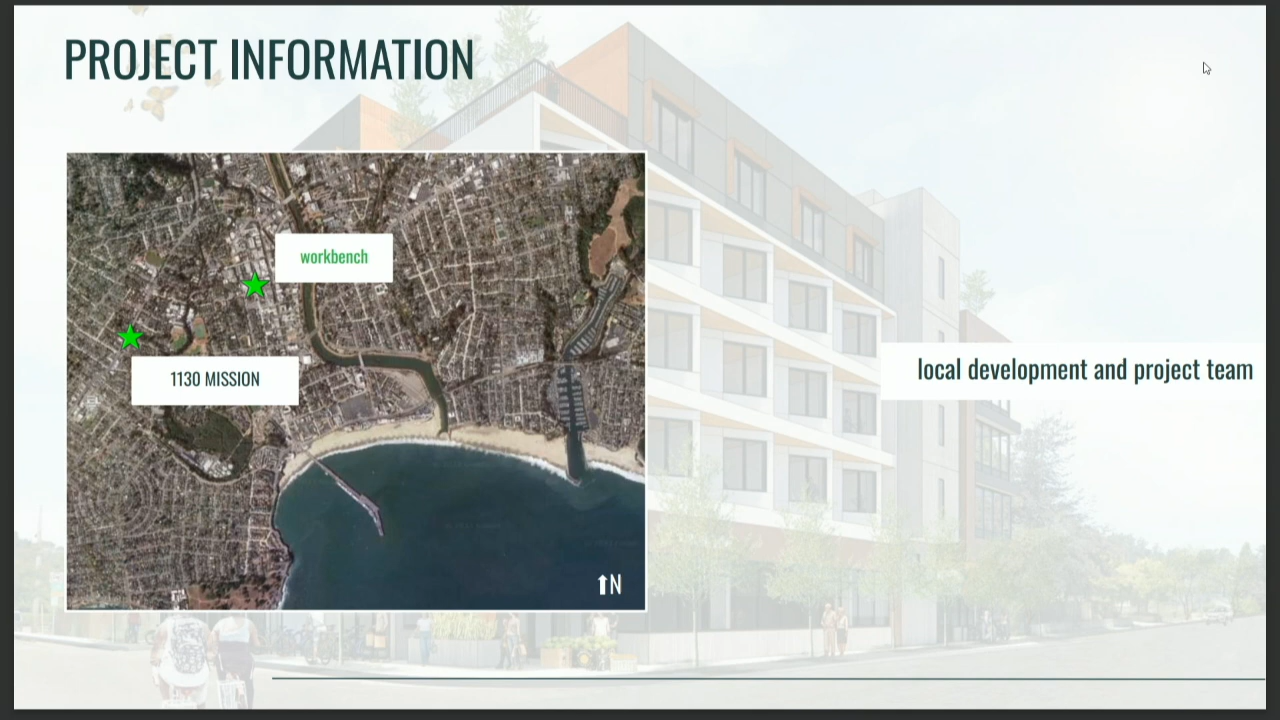 PROJECT INFORMATION
workbench
1130 MISSION
local development and project team
N